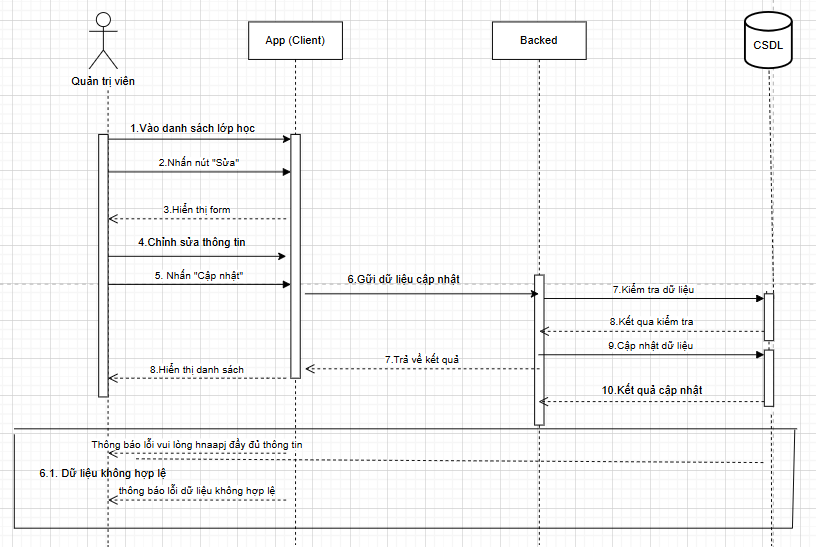 App (Client)
Backed
CSDL
Quản trị viên
1.Vào danh sách lớp học
2.Nhấn nút "Sửa"
3.Hiển thị form
4.Chỉnh sửa thông tin
5. Nhấn "Cập nhật"
6.Gửi dữ liệu cập nhật
7.Kiểm tra dữ liệu
8.Kết qua kiểm tra
9.Cập nhật dữ liệu
7.Trả về kết quả
8.Hiển thị danh sách
10.Kết quả cập nhật
Thông báo lỗi vui lòng hnaapj đầy đủ thông tin
6.1. Dữ liệu không hợp lệ
thông báo lỗi dữ liệu không hợp lệ